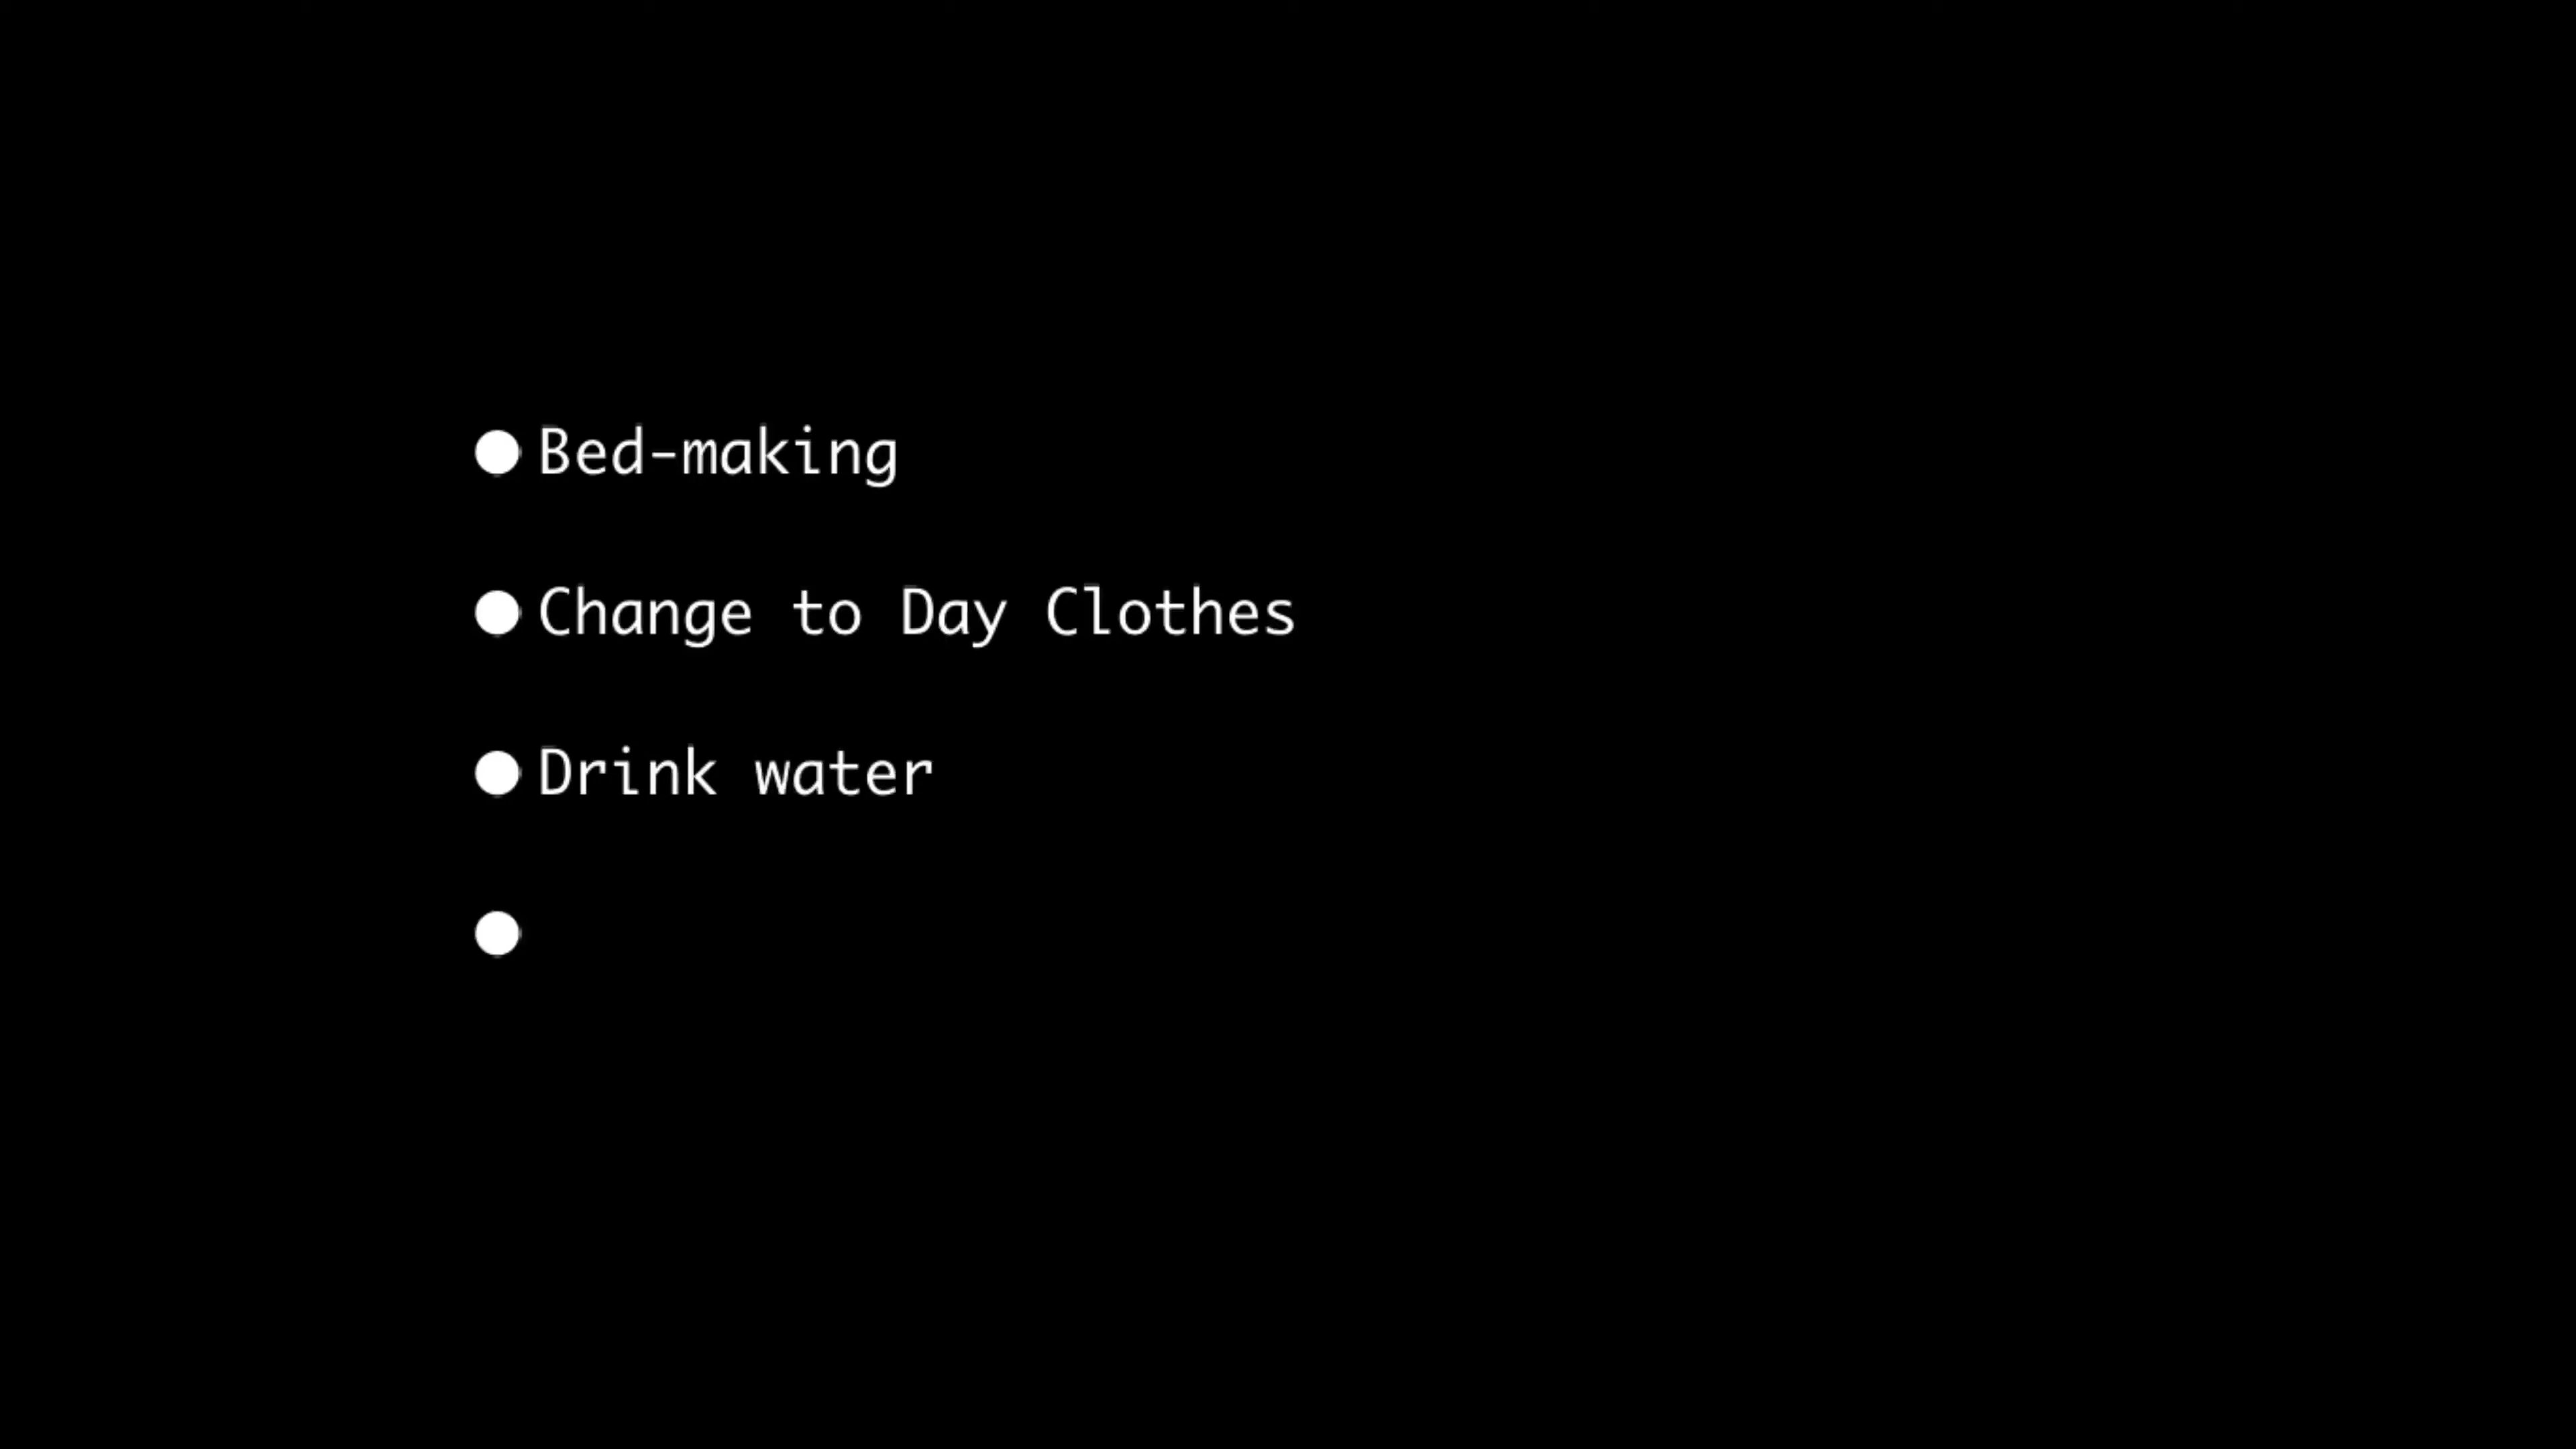 ● Bed-making
● Change to Day Clothes
● Drink water
●